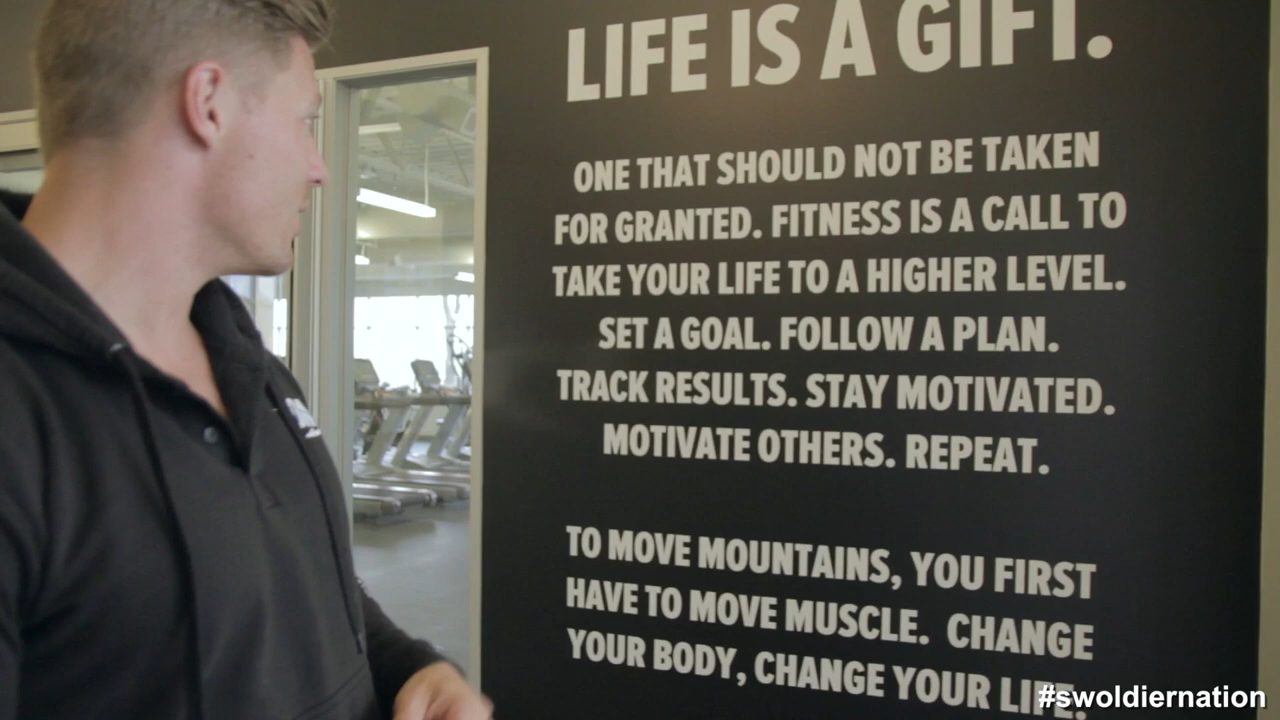 LIFE IS A GIFT.
ONE THAT SHOULD NOT BE TAKEN
FOR GRANTED. FITNESS IS A CALL TO
TAKE YOUR LIFE TO A HIGHER LEVEL.
SET A GOAL. FOLLOW A PLAN.
TRACK RESULTS. STAY MOTIVATED.
MOTIVATE OTHERS. REPEAT.
TO MOVE MOUNTAINS, YOU FIRST
HAVE TO MOVE MUSCLE. CHANGE
YOUR BODY, CHANGE YOUR LIFE.
#swoldiernation